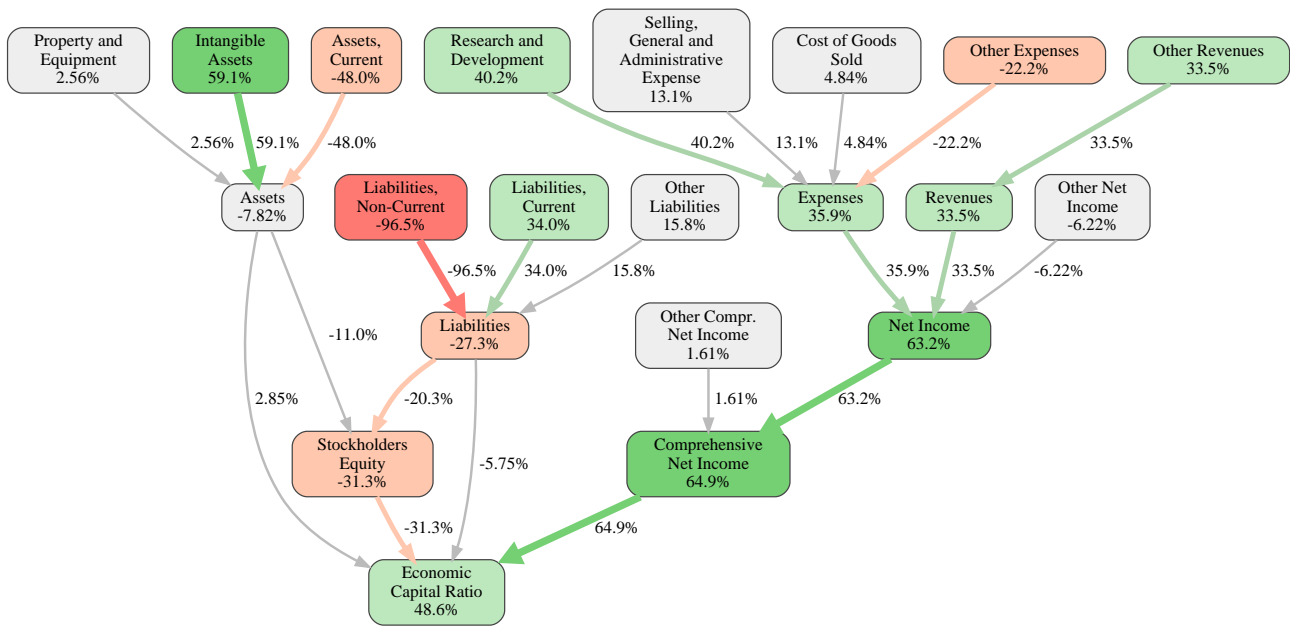 Property and
Equipment
2.56%
Intangible
Assets
59.1%
Assets,
Current
-48.0%
Research and
Development
40.2%
Selling,
General and
Administrative
Expense
13.1%
Cost of Goods
Sold
4.84%
Other Expenses
-22.2%
Other Revenues
33.5%
2.56%
59.1%
-48.0%
40.2%
13.1%
4.84%
-22.2%
33.5%
Assets
-7.82%
Liabilities,
Non-Current
-96.5%
Liabilities,
Current
34.0%
Other
Liabilities
15.8%
Expenses
35.9%
Revenues
33.5%
Other Net
Income
-6.22%
-96.5%
34.0%
15.8%
35.9%
33.5%
-6.22%
-11.0%
Liabilities
-27.3%
Other Compr.
Net Income
1.61%
Net Income
63.2%
2.85%
-20.3%
1.61%
63.2%
Stockholders
Equity
-31.3%
-5.75%
Comprehensive
Net Income
64.9%
-31.3%
64.9%
Economic
Capital Ratio
48.6%